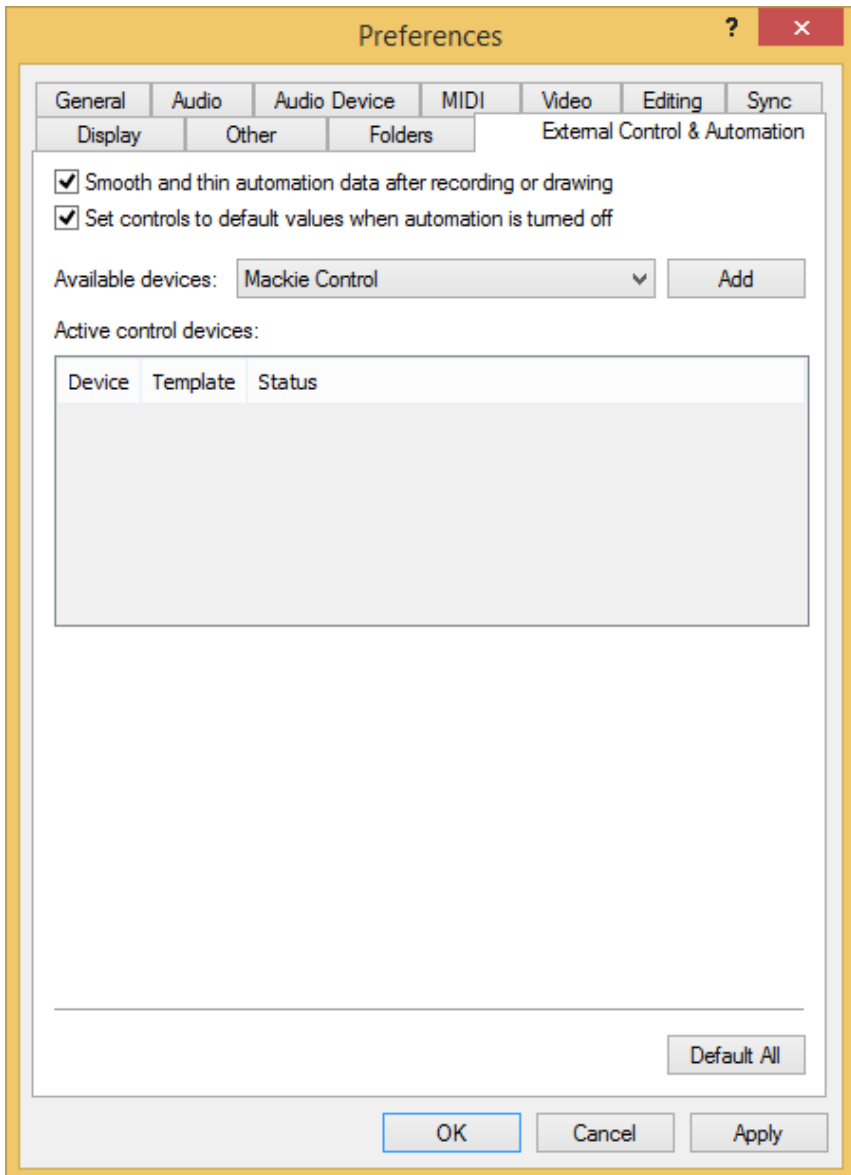 Preferences
?
×
General Audio Audio Device MIDI Video Editing Sync
Display Other Folders External Control & Automation
Smooth and thin automation data after recording or drawing
Set controls to default values when automation is turned off
Available devices: Mackie Control Add
Active control devices:
Device Template Status
Default All
OK Cancel Apply